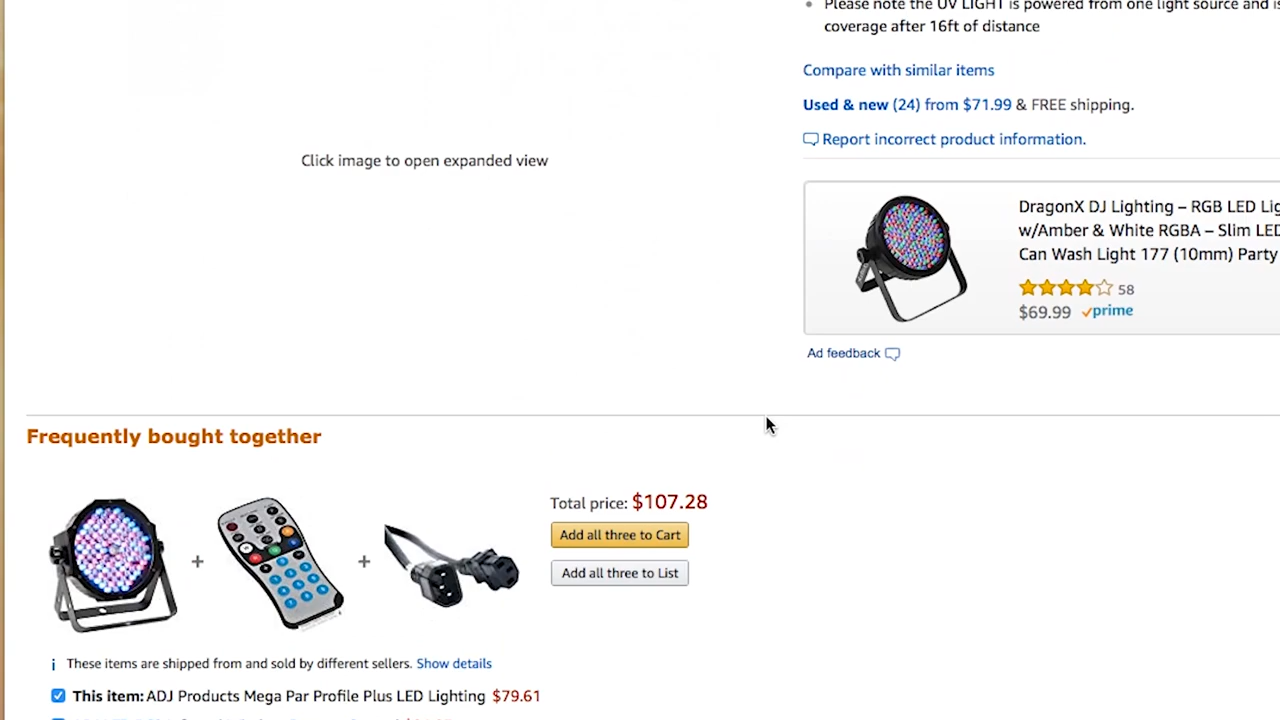 Please note the UV LIGHT is powered from one light source and is
coverage after 16ft of distance
Compare with similar items
Used & new (24) from $71.99 & FREE shipping.
Report incorrect product information.
Click image to open expanded view
DragonX DJ Lighting – RGB LED Lig
w/Amber & White RGBA – Slim LED
Can Wash Light 177 (10mm) Party
58
$69.99 prime
Ad feedback
Frequently bought together
+ +
Total price: $107.28
Add all three to Cart
Add all three to List
i These items are shipped from and sold by different sellers. Show details
This item: ADJ Products Mega Par Profile Plus LED Lighting $79.61